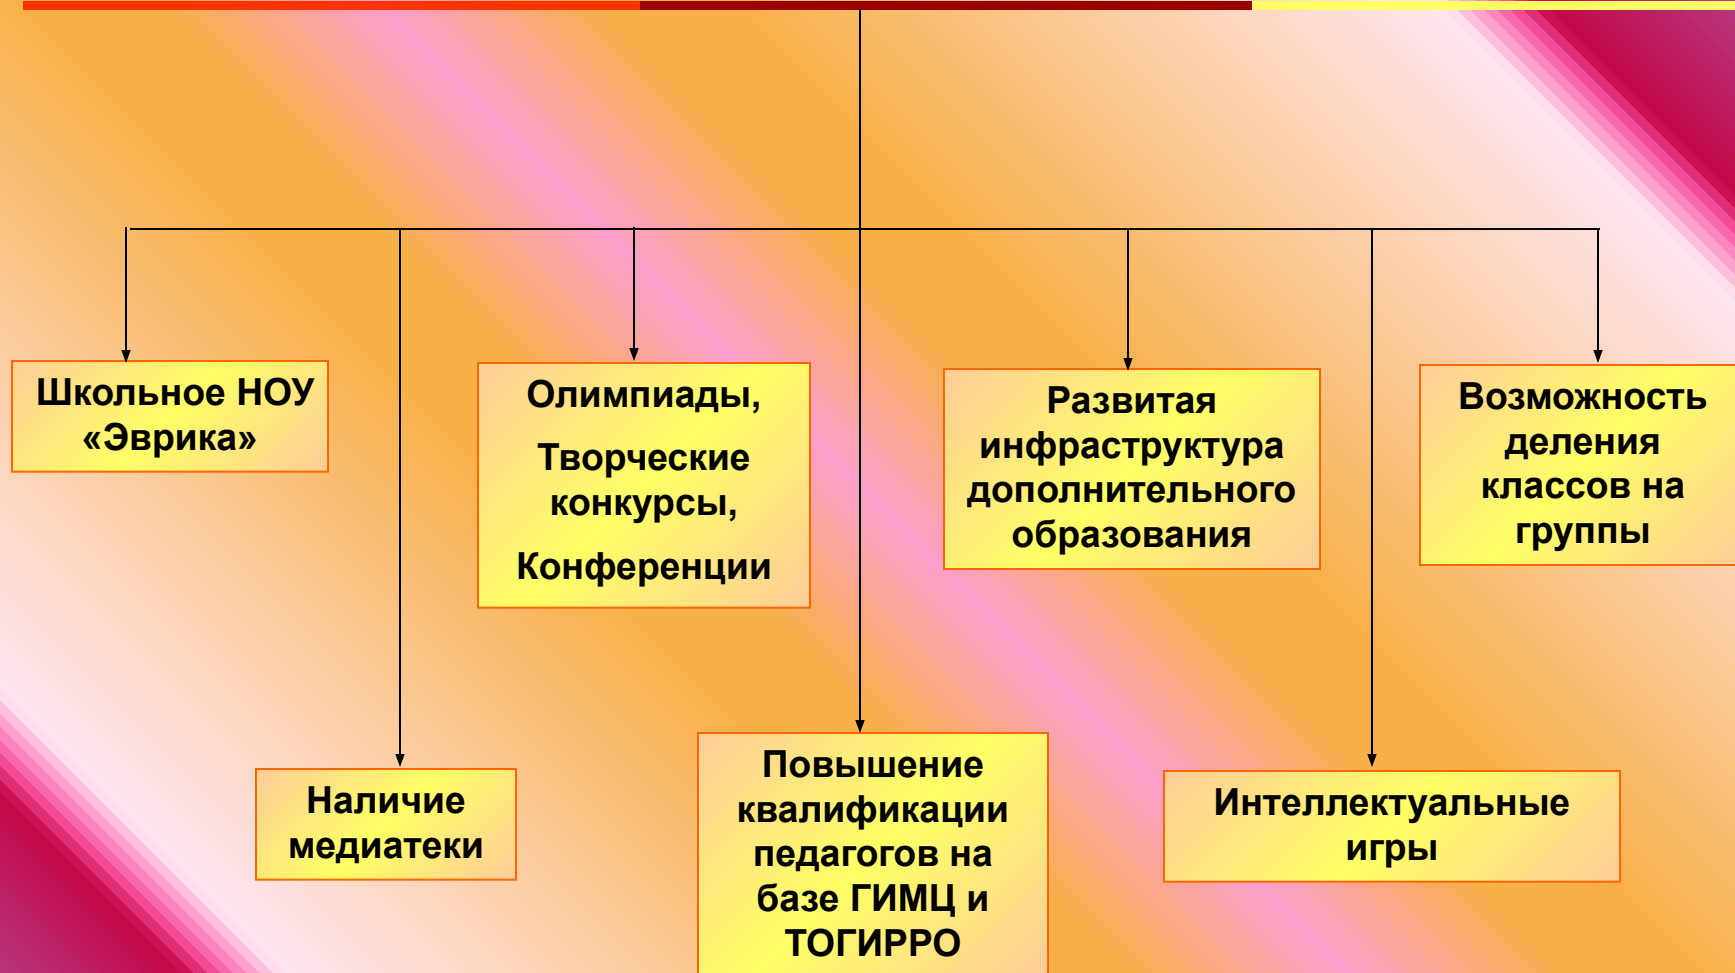 Школьное НОУ
«Эврика»
Олимпиады,
Творческие
конкурсы,
Конференции
Развитая
инфраструктура
дополнительного
образования
Возможность
деления
классов на
группы
Наличие
медиатеки
Повышение
квалификации
педагогов на
базе ГИМЦ и
ТОГИРРО
Интеллектуальные
игры